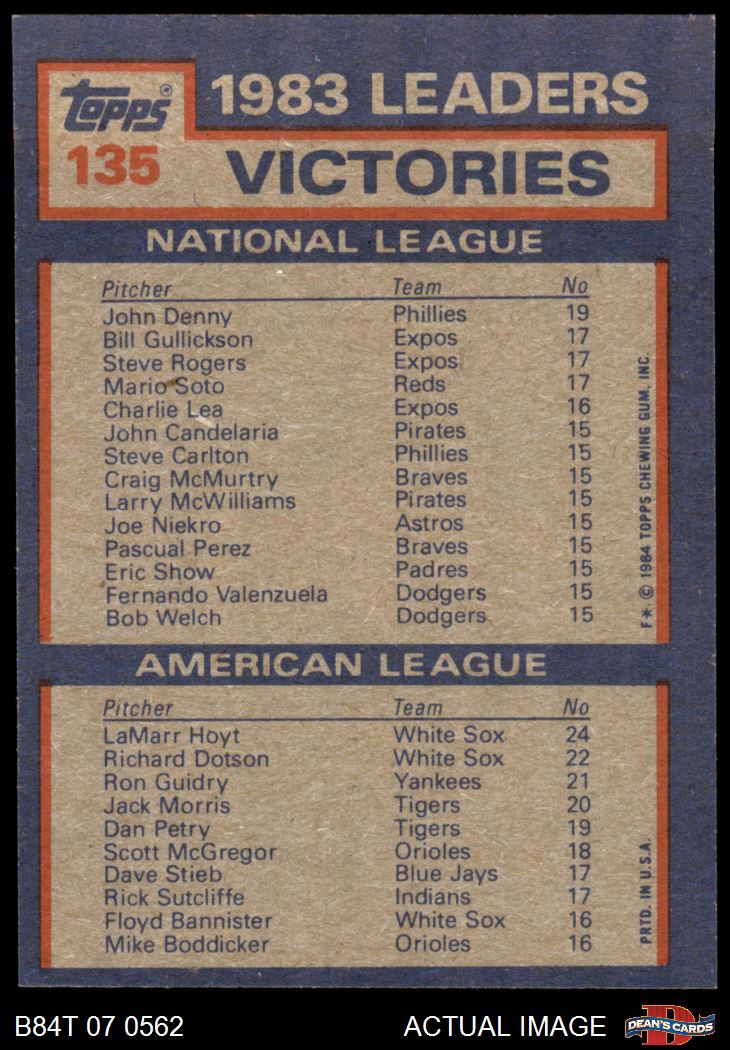 Topps®
135
1983 LEADERS
VICTORIES
NATIONAL LEAGUE
Pitcher Team No
John Denny Phillies 19
Bill Gullickson Expos 17
Steve Rogers Expos 17
Mario Soto Reds 17
Charlie Lea Expos 16
John Candelaria Pirates 15
Steve Carlton Phillies 15
Craig McMurtry Braves 15
Larry McWilliams Pirates 15
Joe Niekro Astros 15
Pascual Perez Braves 15
Eric Show Padres 15
Fernando Valenzuela Dodgers 15
Bob Welch Dodgers 15
F* © 1984 TOPPS CHEWING GUM, INC.
AMERICAN LEAGUE
Pitcher Team No
LaMarr Hoyt White Sox 24
Richard Dotson White Sox 22
Ron Guidry Yankees 21
Jack Morris Tigers 20
Dan Petry Tigers 19
Scott McGregor Orioles 18
Dave Stieb Blue Jays 17
Rick Sutcliffe Indians 17
Floyd Bannister White Sox 16
Mike Boddicker Orioles 16
PRTD. IN U.S.A.
B84T 07 0562 ACTUAL IMAGE
D
DEAN'S CARDS